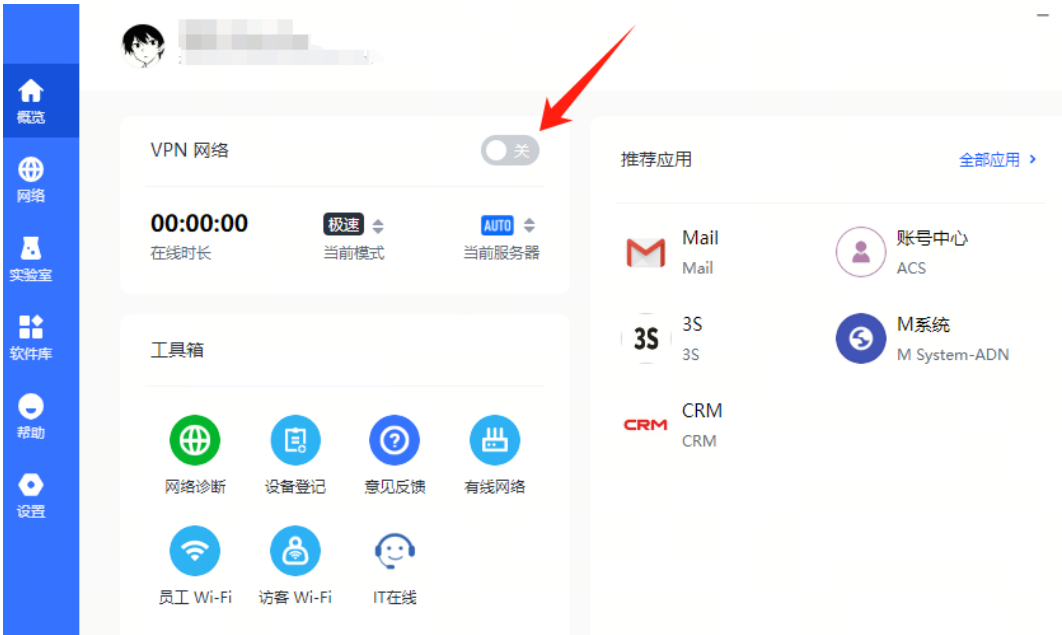 概览
网络
实验室
软件库
帮助
设置
VPN 网络
关
00:00:00
在线时长
极速
当前模式
AUTO
当前服务器
工具箱
网络诊断
设备登记
意见反馈
有线网络
员工 Wi-Fi
访客 Wi-Fi
IT在线
推荐应用
全部应用
Mail
Mail
账号中心
ACS
3S
3S
3S
M系统
M System-ADN
CRM
CRM
CRM